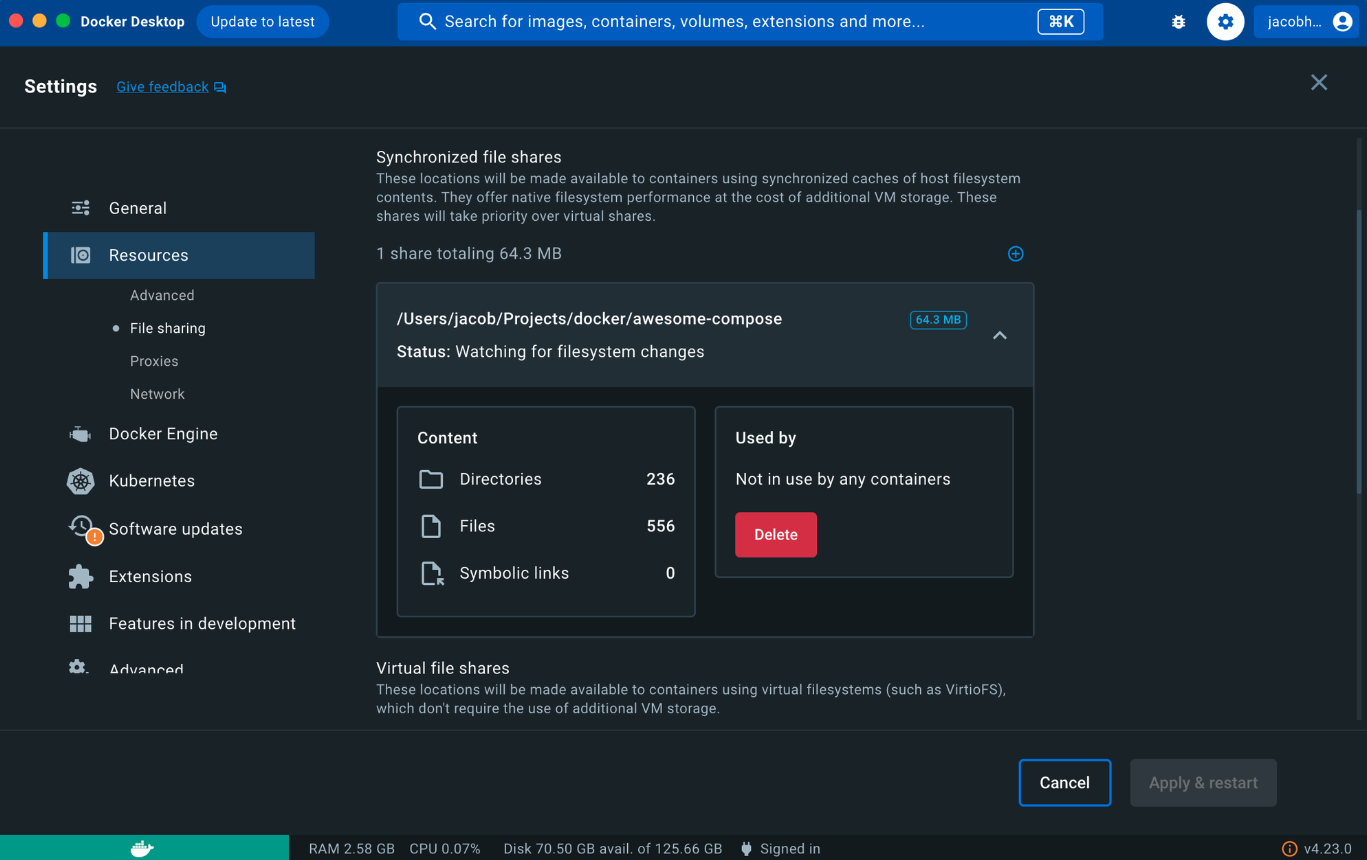 Docker Desktop
Update to latest
Search for images, containers, volumes, extensions and more...
⌘K
jacobh...
Settings
Give feedback
General
Resources
Advanced
File sharing
Proxies
Network
Docker Engine
Kubernetes
Software updates
Extensions
Features in development
Advanced
Synchronized file shares
These locations will be made available to containers using synchronized caches of host filesystem
contents. They offer native filesystem performance at the cost of additional VM storage. These
shares will take priority over virtual shares.
1 share totaling 64.3 MB
/Users/jacob/Projects/docker/awesome-compose
64.3 MB
Status: Watching for filesystem changes
Content
Directories 236
Files 556
Symbolic links 0
Used by
Not in use by any containers
Delete
Virtual file shares
These locations will be made available to containers using virtual filesystems (such as VirtioFS),
which don't require the use of additional VM storage.
Cancel
Apply & restart
RAM 2.58 GB CPU 0.07% Disk 70.50 GB avail. of 125.66 GB Signed in
v4.23.0